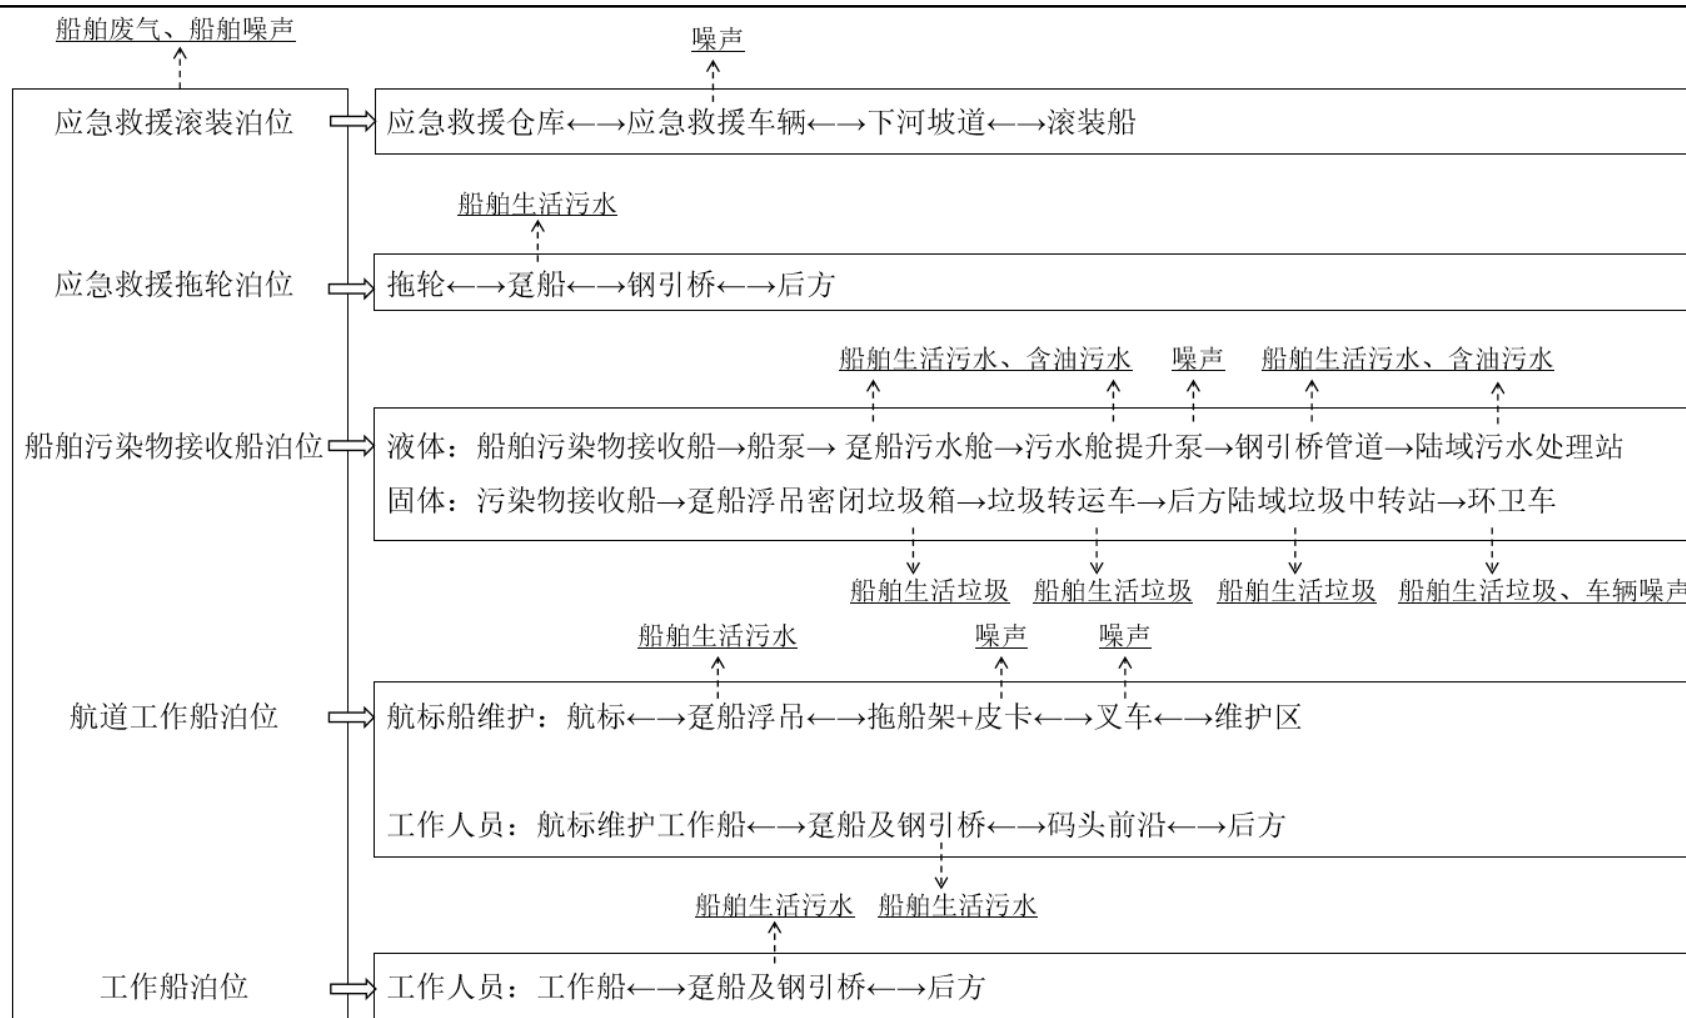 船舶废气、船舶噪声
噪声
应急救援滚装泊位
应急救援仓库←→应急救援车辆←→下河坡道←→滚装船
船舶生活污水
应急救援拖轮泊位
拖轮←→趸船←→钢引桥←→后方
船舶生活污水、含油污水
噪声
船舶生活污水、含油污水
船舶污染物接收船泊位
液体：船舶污染物接收船→船泵→ 趸船污水舱→污水舱提升泵→钢引桥管道→陆域污水处理站
固体：污染物接收船→趸船浮吊密闭垃圾箱→垃圾转运车→后方陆域垃圾中转站→环卫车
船舶生活垃圾
船舶生活垃圾
船舶生活垃圾
船舶生活垃圾、车辆噪声
船舶生活污水
噪声
噪声
航道工作船泊位
航标船维护：航标←→趸船浮吊←→拖船架+皮卡←→叉车←→维护区
工作人员：航标维护工作船←→趸船及钢引桥←→码头前沿←→后方
船舶生活污水
船舶生活污水
工作船泊位
工作人员：工作船←→趸船及钢引桥←→后方